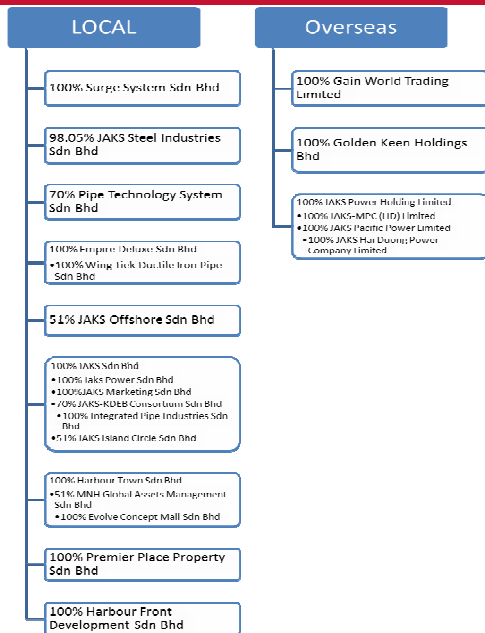 LOCAL
100% Surge System Sdn Bhd
98.05% JAKS Steel Industries
Sdn Bhd
70% Pipe Technology System
Sdn Bhd
100% Empire Deluxe Sdn Bhd
•100% Wing Tiek Ductile Iron Pipe
Sdn Bhd
51% JAKS Offshore Sdn Bhd
100% JAKS Sdn Bhd
•100% Jaks Power Sdn Bhd
•100%JAKS Marketing Sdn Bhd
•70% JAKS-KDEB Consortium Sdn Bhd
•100% Integrated Pipe Industries Sdn
Bhd
•51% JAKS Island Circle Sdn Bhd
100% Harbour Town Sdn Bhd
•51% MNH Global Assets Management
Sdn Bhd
•100% Evolve Concept Mall Sdn Bhd
100% Premier Place Property
Sdn Bhd
100% Harbour Front
Development Sdn Bhd
Overseas
100% Gain World Trading
Limited
100% Golden Keen Holdings
Bhd
100% JAKS Power Holding Limited
•100% JAKS-MPC (HD) Limited
•100% JAKS Pacific Power Limited
•100% JAKS Hai Duong Power
Company Limited